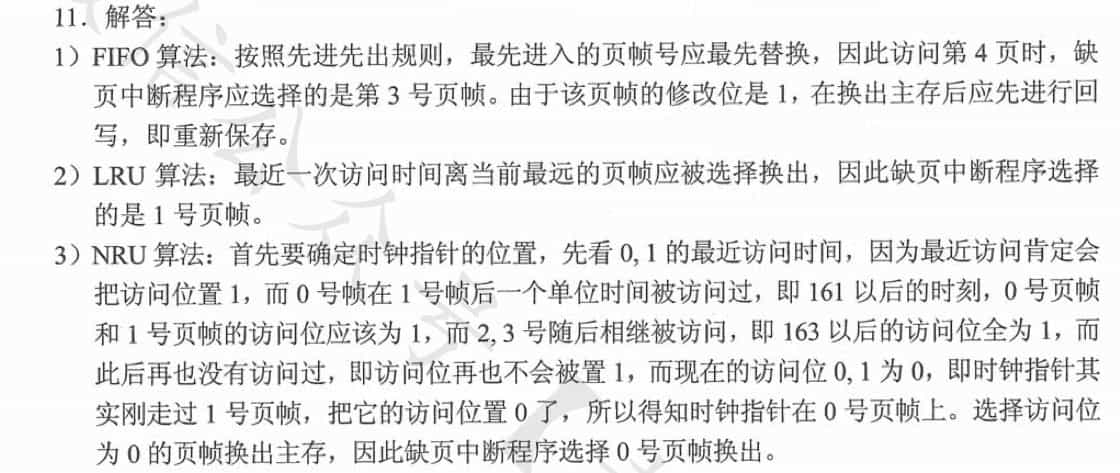 11．解答：
1）FIFO 算法：按照先进先出规则，最先进入的页帧号应最先替换，因此访问第 4 页时，缺
页中断程序应选择的是第 3 号页帧。由于该页帧的修改位是 1，在换出主存后应先进行回
写，即重新保存。
2）LRU 算法：最近一次访问时间离当前最远的页帧应被选择换出，因此缺页中断程序选择
的是 1 号页帧。
3）NRU 算法：首先要确定时钟指针的位置，先看 0, 1 的最近访问时间，因为最近访问肯定会
把访问位置 1，而 0 号帧在 1 号帧后一个单位时间被访问过，即 161 以后的时刻，0 号页帧
和 1 号页帧的访问位应该为 1，而 2, 3 号随后相继被访问，即 163 以后的访问位全为 1，而
此后再也没有访问过，即访问位再也不会被置 1，而现在的访问位 0, 1 为 0，即时钟指针其
实刚走过 1 号页帧，把它的访问位置 0 了，所以得知时钟指针在 0 号页帧上。选择访问位
为 0 的页帧换出主存，因此缺页中断程序选择 0 号页帧换出。